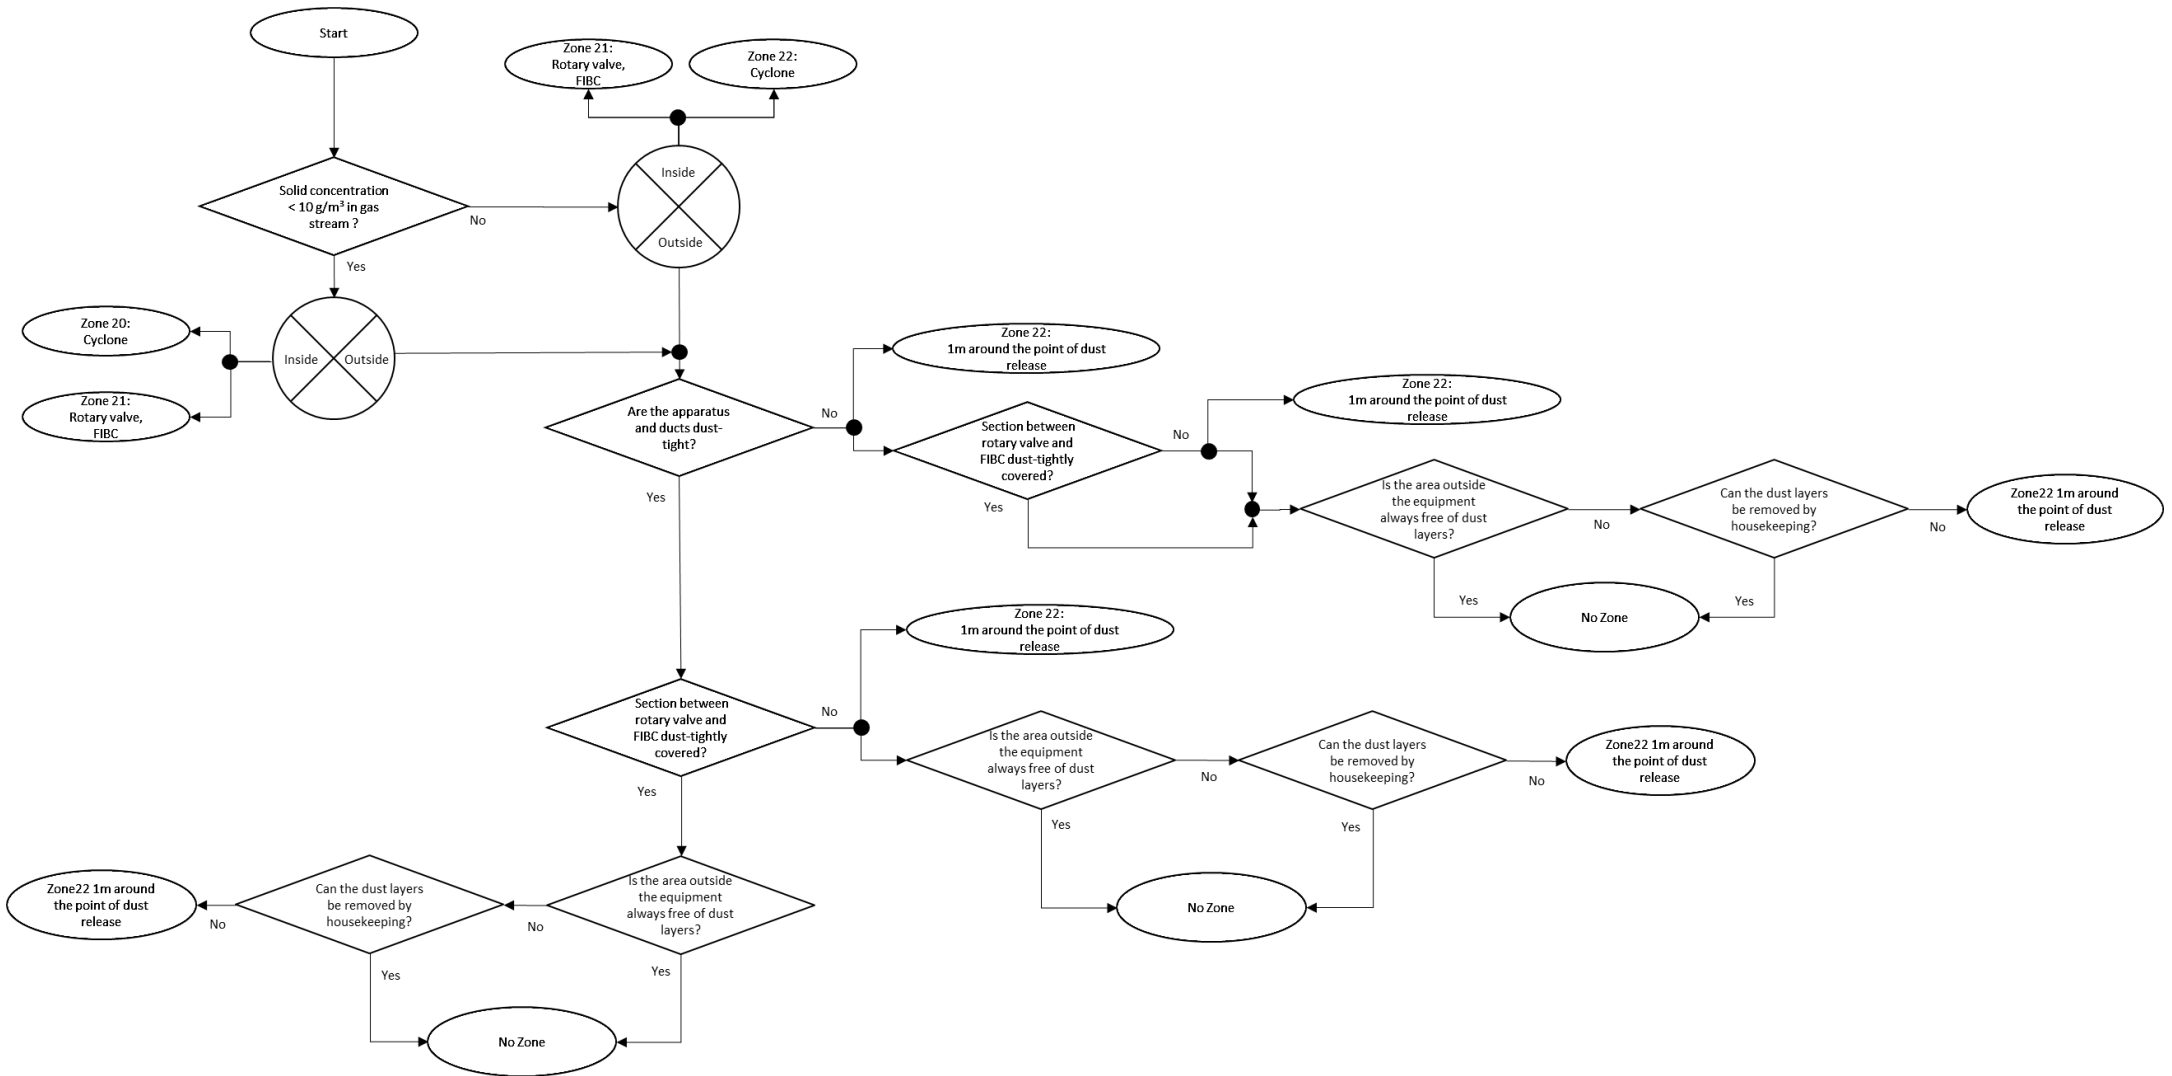 Start
Zone 21:
Rotary valve,
FIBC
Zone 22:
Cyclone
Solid concentration
< 10 g/m³ in gas
stream ?
No
Yes
Inside
Outside
Zone 20:
Cyclone
Zone 21:
Rotary valve,
FIBC
Inside
Outside
Are the apparatus
and ducts dust-
tight?
No
Yes
Zone 22:
1m around the point of dust
release
Section between
rotary valve and
FIBC dust-tightly
covered?
No
Yes
Zone 22:
1m around the point of dust
release
Is the area outside
the equipment
always free of dust
layers?
No
Yes
Can the dust layers
be removed by
housekeeping?
No
Yes
Zone22 1m around
the point of dust
release
No Zone
Section between
rotary valve and
FIBC dust-tightly
covered?
No
Yes
Zone 22:
1m around the point of dust
release
Is the area outside
the equipment
always free of dust
layers?
No
Yes
Can the dust layers
be removed by
housekeeping?
No
Yes
Zone22 1m around
the point of dust
release
No Zone
Is the area outside
the equipment
always free of dust
layers?
No
Yes
Can the dust layers
be removed by
housekeeping?
No
Yes
Zone22 1m around
the point of dust
release
No Zone